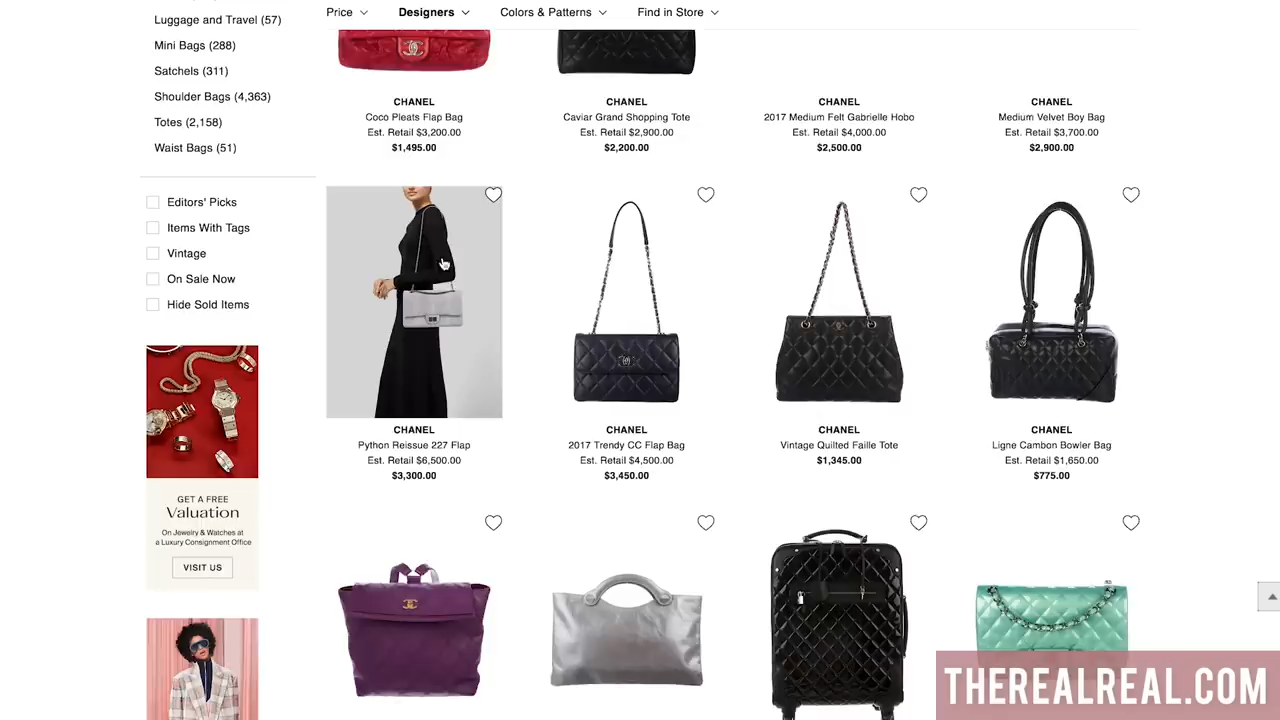 Luggage and Travel (57)
Mini Bags (288)
Satchels (311)
Shoulder Bags (4,363)
Totes (2,158)
Waist Bags (51)
Editors' Picks
Items With Tags
Vintage
On Sale Now
Hide Sold Items
GET A FREE
Valuation
On Jewelry & Watches at
a Luxury Consignment Office
VISIT US
Price Designers Colors & Patterns Find in Store
CHANEL
Coco Pleats Flap Bag
Est. Retail $3,200.00
$1,495.00
CHANEL
Caviar Grand Shopping Tote
Est. Retail $2,900.00
$2,200.00
CHANEL
2017 Medium Felt Gabrielle Hobo
Est. Retail $4,000.00
$2,500.00
CHANEL
Medium Velvet Boy Bag
Est. Retail $3,700.00
$2,900.00
CHANEL
Python Reissue 227 Flap
Est. Retail $6,500.00
$3,300.00
CHANEL
2017 Trendy CC Flap Bag
Est. Retail $4,500.00
$3,450.00
CHANEL
Vintage Quilted Faille Tote
$1,345.00
CHANEL
Ligne Cambon Bowler Bag
Est. Retail $1,650.00
$775.00
THEREALREAL.COM